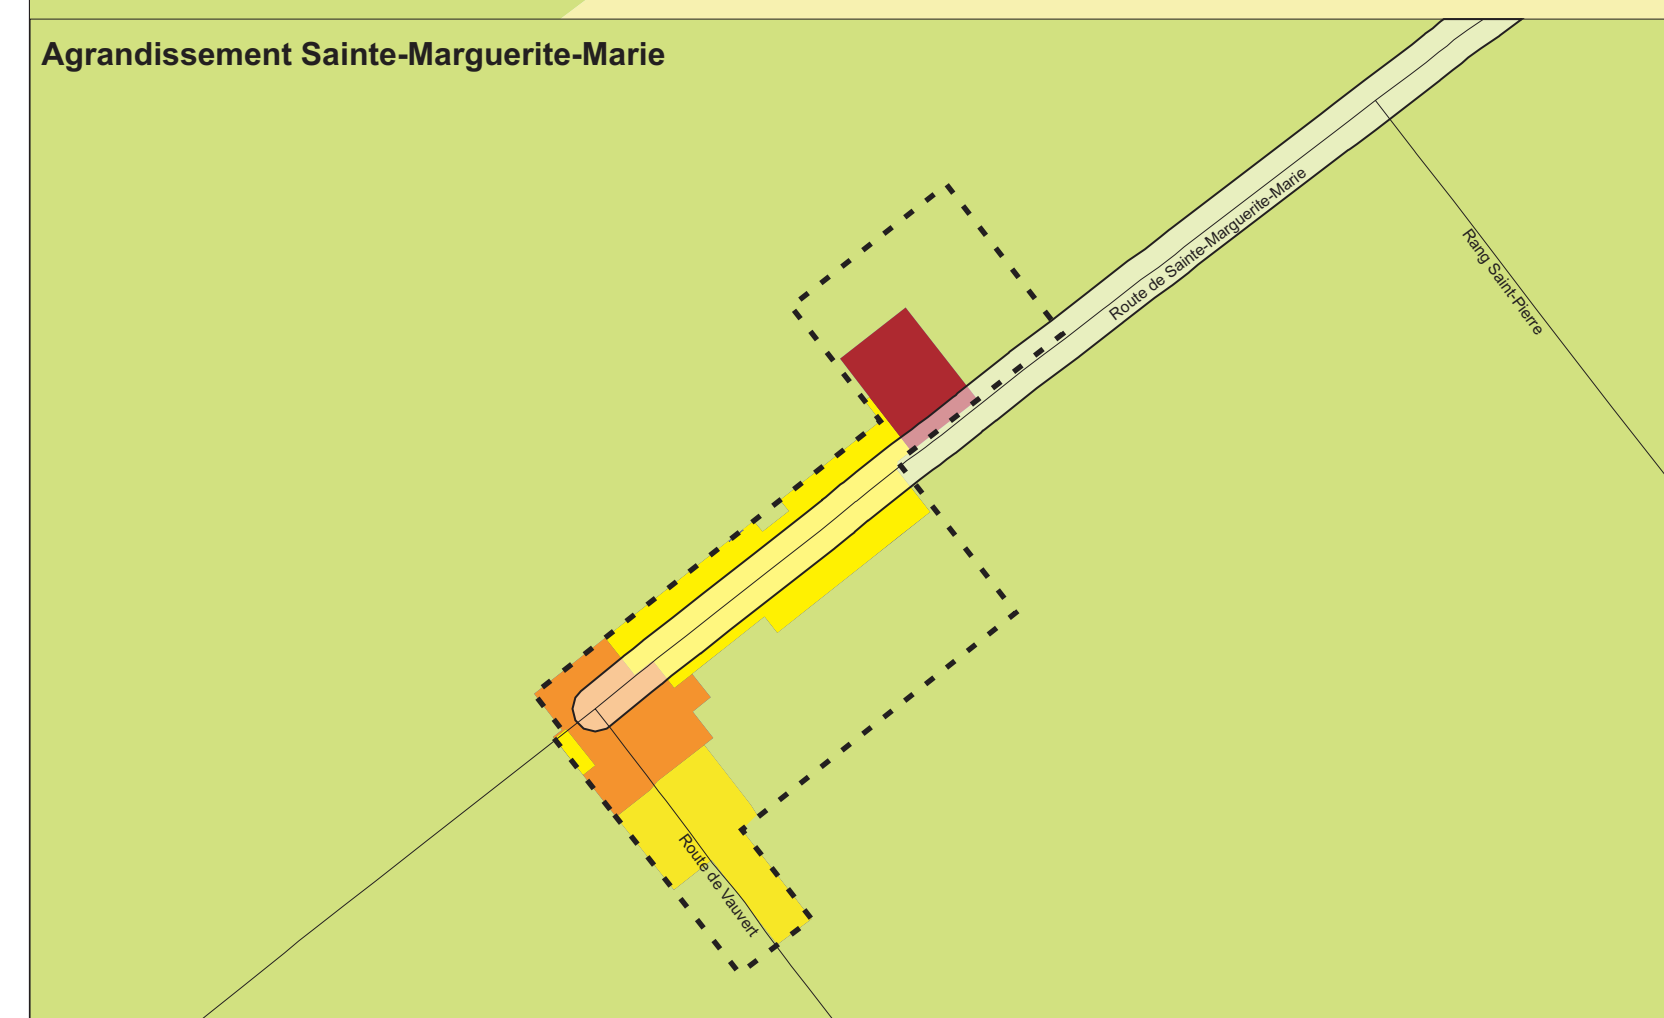 Agrandissement Sainte-Marguerite-Marie
Route de Sainte-Marguerite-Marie
Rang Saint-Pierre
Route de Vauvert